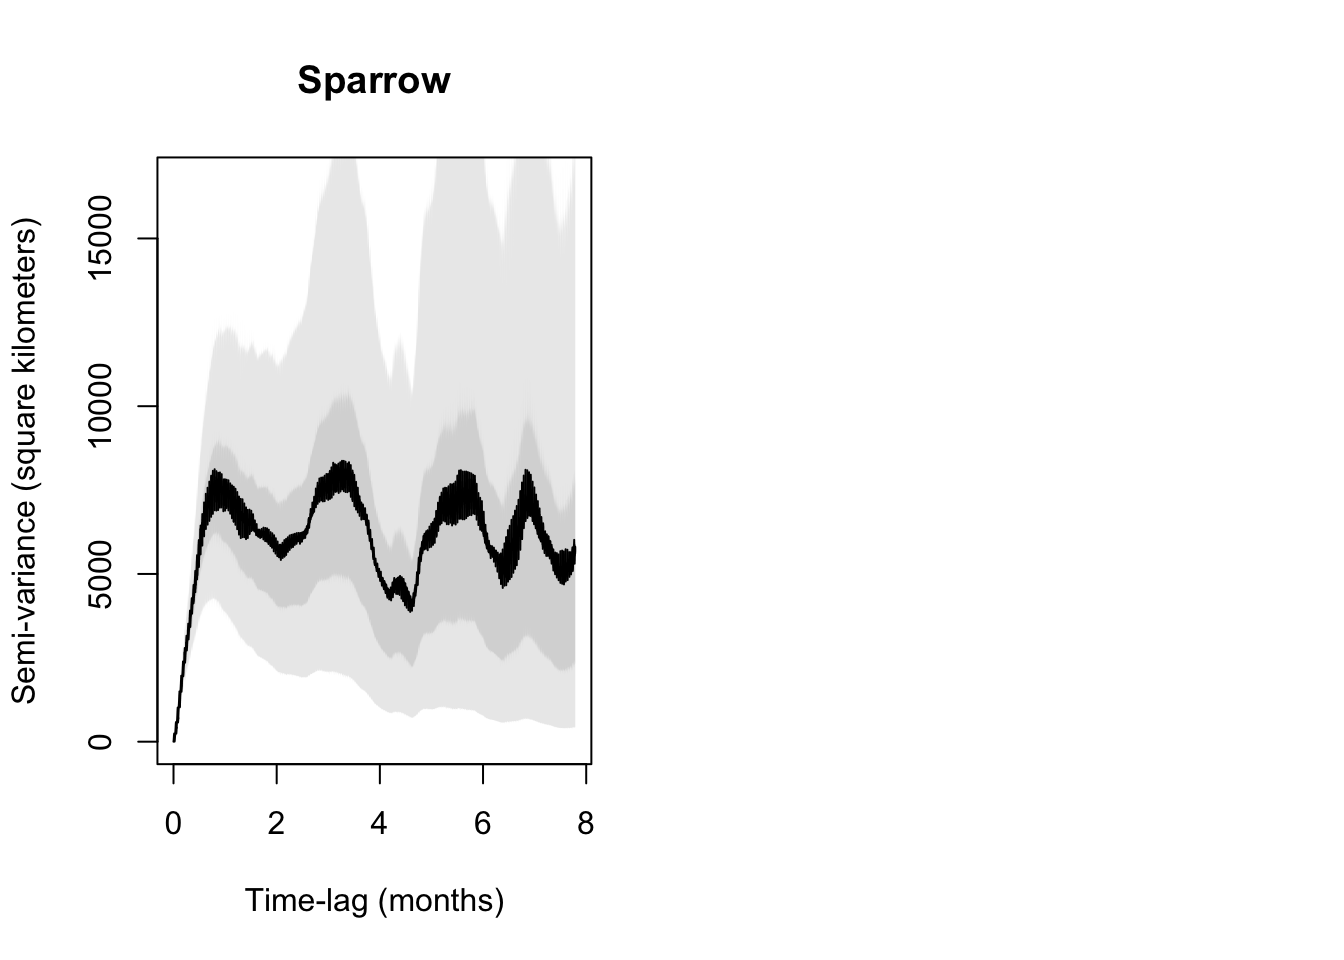 Sparrow
Semi-variance (square kilometers)
15000
10000
5000
0
0 2 4 6 8
Time-lag (months)